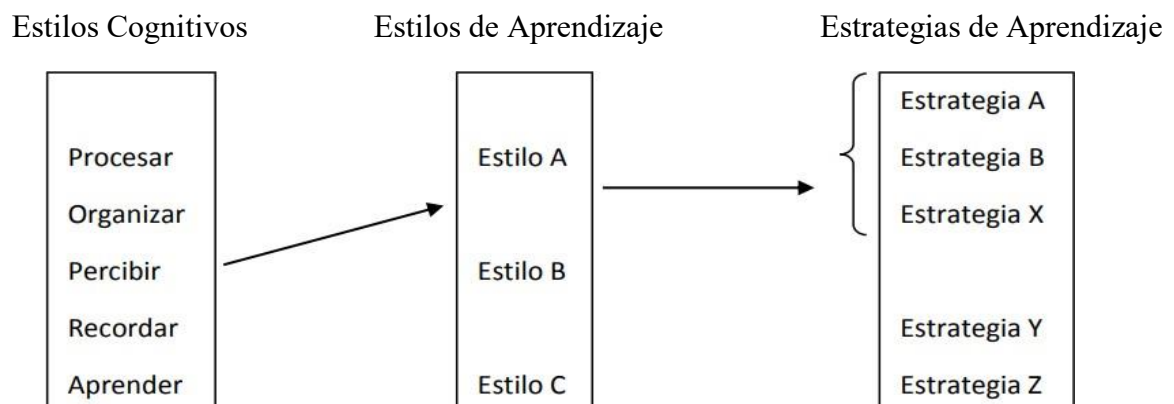 Estilos Cognitivos
Estilos de Aprendizaje
Estrategias de Aprendizaje
Procesar
Organizar
Percibir
Recordar
Aprender
Estilo A
Estilo B
Estilo C
Estrategia A
Estrategia B
Estrategia X
Estrategia Y
Estrategia Z